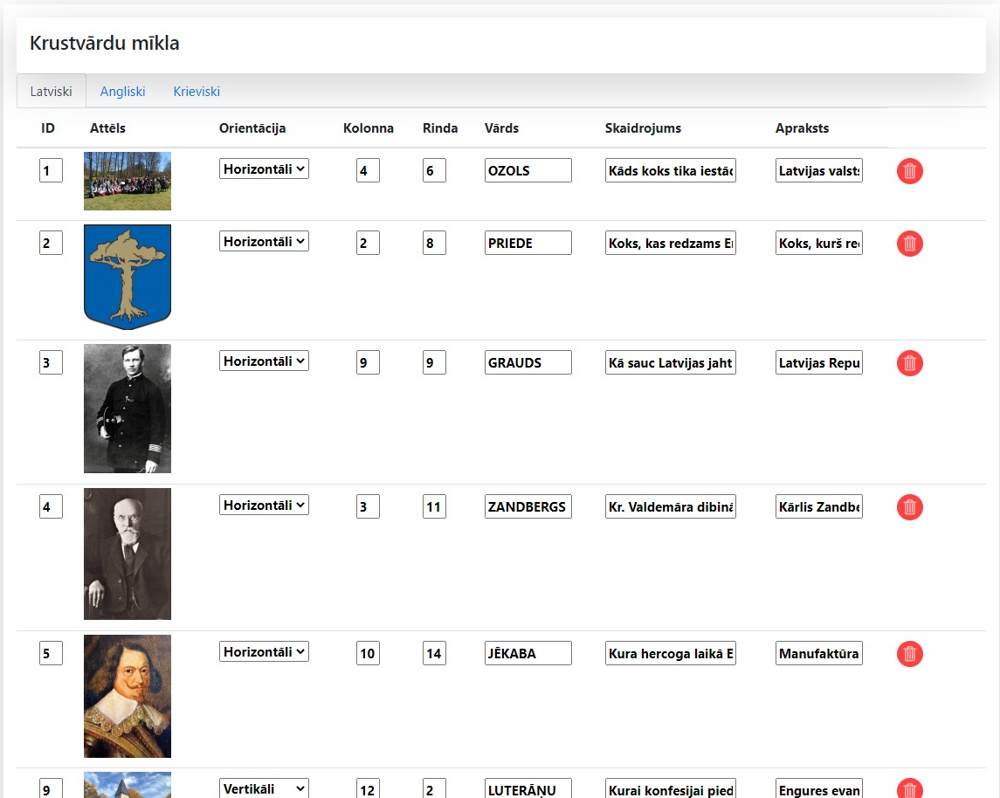 Krustvārdu mīkla
Latviski Angliski Krieviski
ID Attēls Orientācija Kolonna Rinda Vārds Skaidrojums Apraksts
1 Horizontāli 4 6 OZOLS Kāds koks tika iestād Latvijas valsts
2 Horizontāli 2 8 PRIEDE Koks, kas redzams E Koks, kurš re
3 Horizontāli 9 9 GRAUDS Kā sauc Latvijas jaht Latvijas Repu
4 Horizontāli 3 11 ZANDBERGS Kr. Valdemāra dibinā Kārlis Zandbe
5 Horizontāli 10 14 JĒKABA Kura hercoga laikā E Manufaktūra
9 Vertikāli 12 2 LUTERĀŅU Kurai konfesijai pied Engures evan